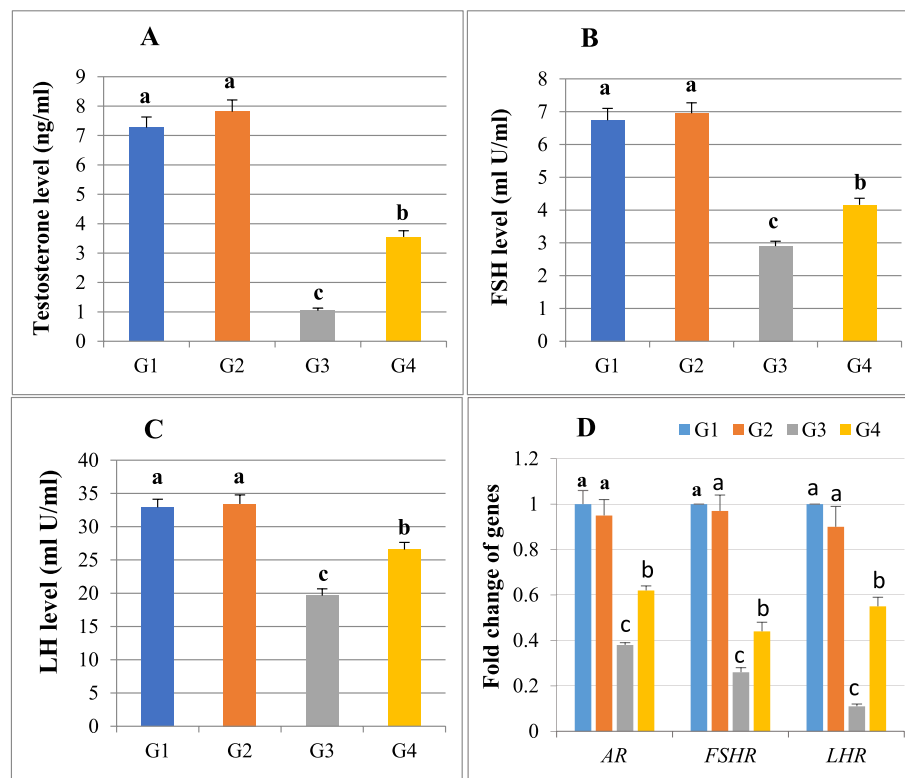 A
Testosterone level (ng/ml)
9
8
7
6
5
4
3
2
1
0
a
a
c
b
G1 G2 G3 G4
B
FSH level (ml U/ml)
8
7
6
5
4
3
2
1
0
a
a
c
b
G1 G2 G3 G4
C
LH level (ml U/ml)
40
35
30
25
20
15
10
5
0
a
a
c
b
G1 G2 G3 G4
D
G1 G2 G3 G4
Fold change of genes
1.2
1
0.8
0.6
0.4
0.2
0
a a c b
a a c b
a a c b
AR FSHR LHR